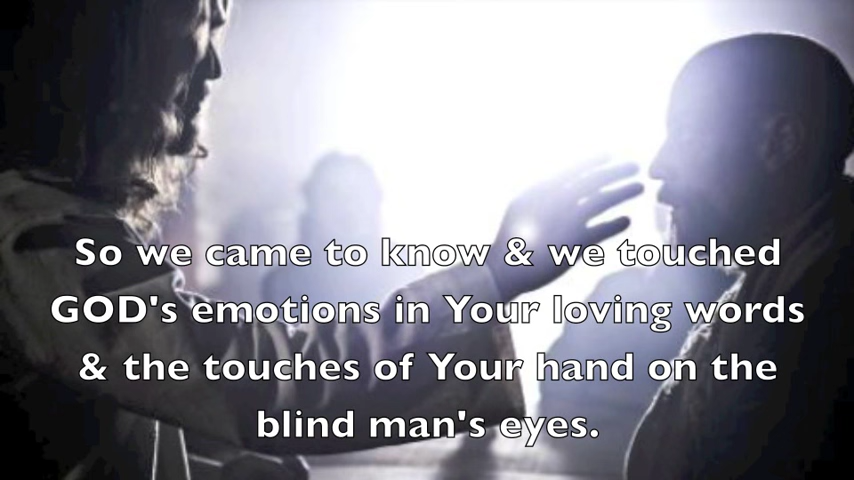 So we came to know & we touched
GOD's emotions in Your loving words
& the touches of Your hand on the
blind man's eyes.